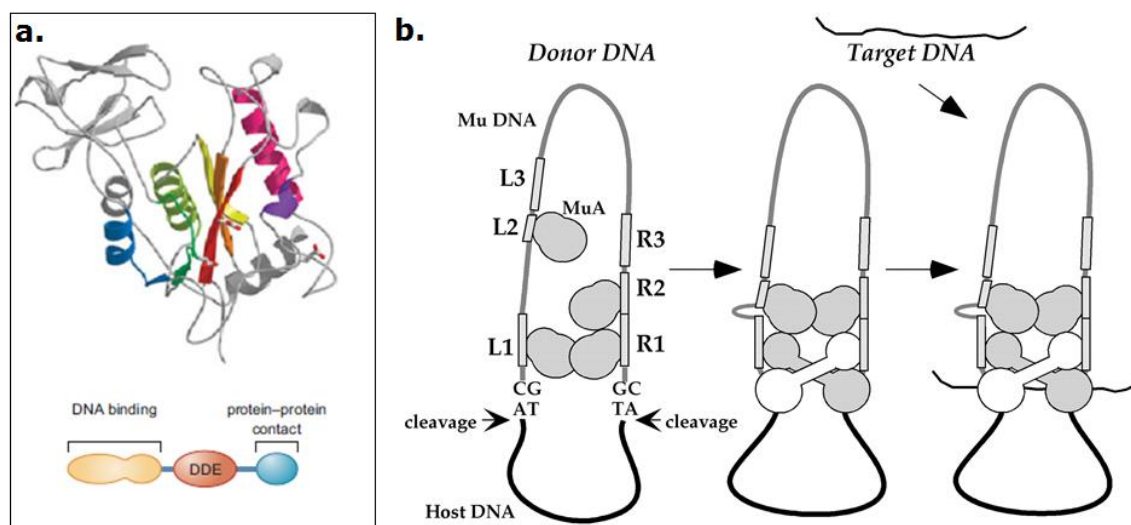 a.
DNA binding
protein–protein
contact
DDE
b.
Donor DNA
Target DNA
Mu DNA
L3
MuA
L2
R3
R2
L1
R1
CG
GC
AT
TA
cleavage
cleavage
Host DNA